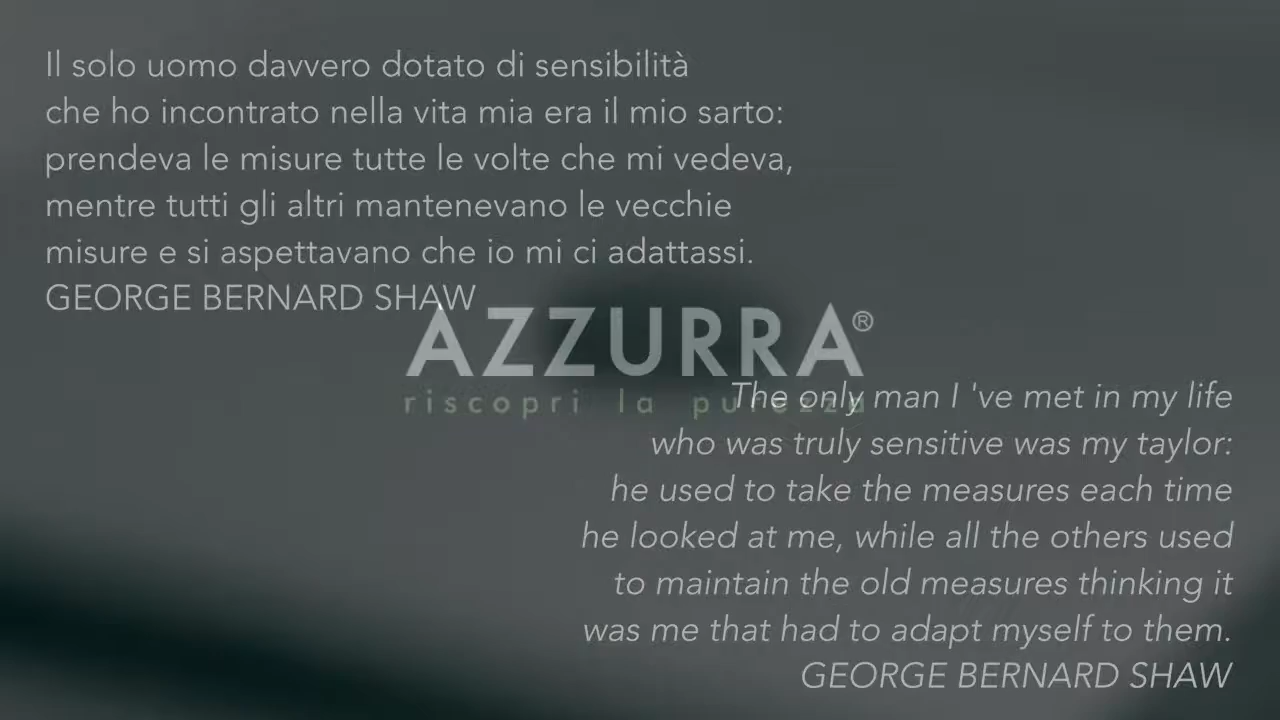 Il solo uomo davvero dotato di sensibilità
che ho incontrato nella vita mia era il mio sarto:
prendeva le misure tutte le volte che mi vedeva,
mentre tutti gli altri mantenevano le vecchie
misure e si aspettavano che io mi ci adattassi.
GEORGE BERNARD SHAW
AZZURRA®
riscopri la purezza
The only man I 've met in my life
who was truly sensitive was my taylor:
he used to take the measures each time
he looked at me, while all the others used
to maintain the old measures thinking it
was me that had to adapt myself to them.
GEORGE BERNARD SHAW